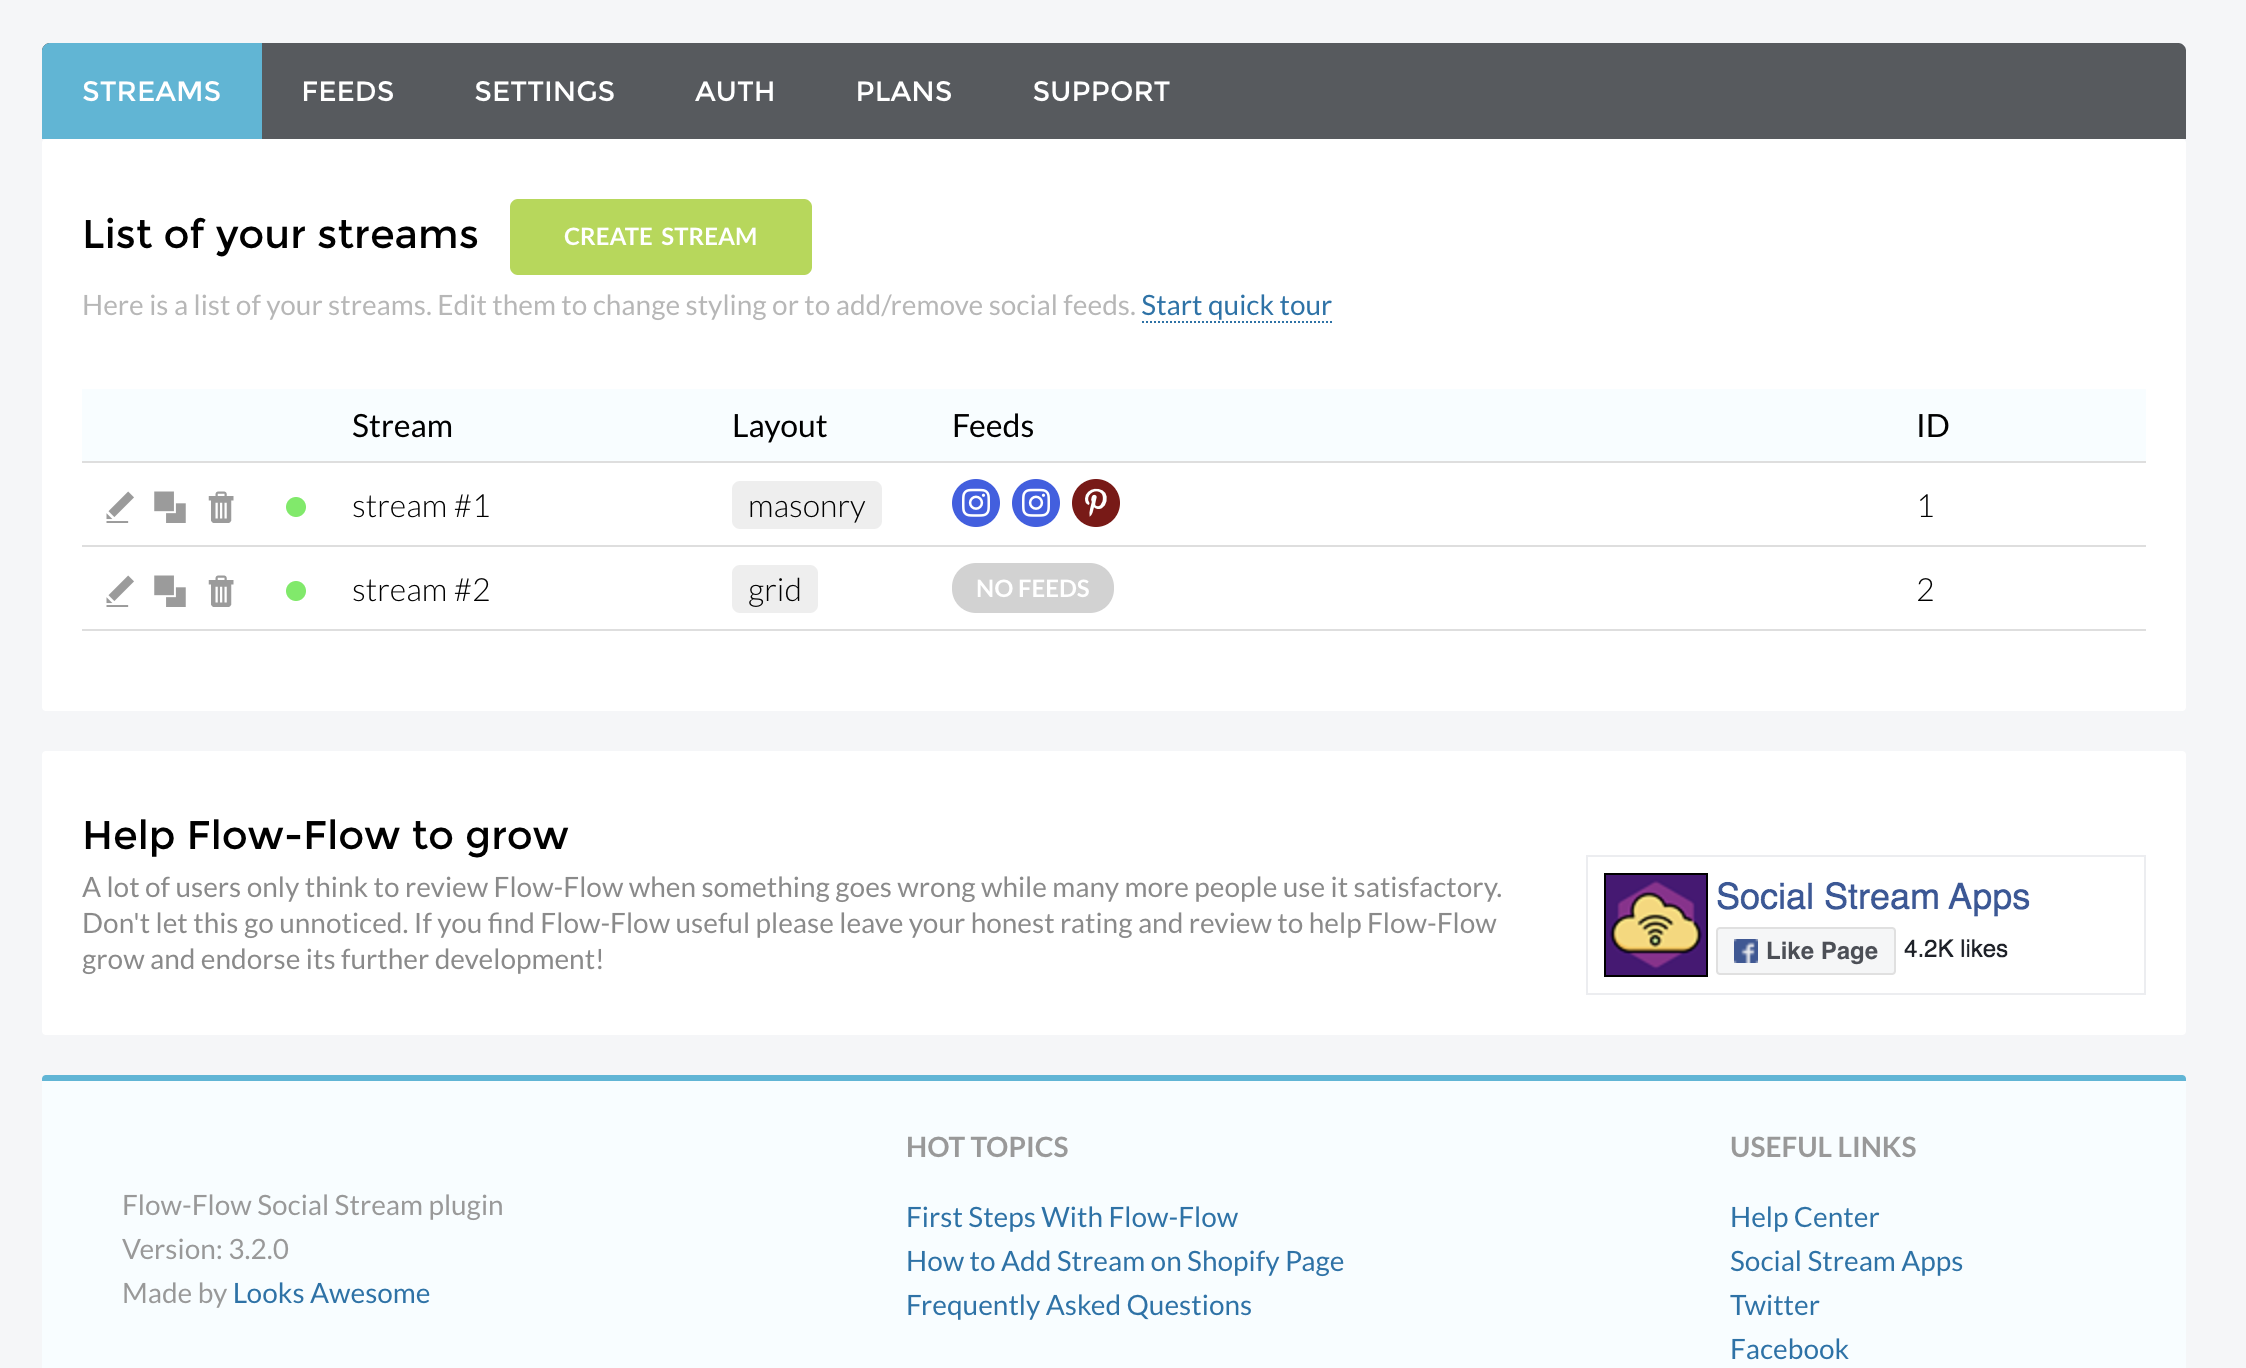 STREAMS FEEDS SETTINGS AUTH PLANS SUPPORT
List of your streams CREATE STREAM
Here is a list of your streams. Edit them to change styling or to add/remove social feeds. Start quick tour
Stream Layout Feeds ID
stream #1 masonry 1
stream #2 grid NO FEEDS 2
Help Flow-Flow to grow
A lot of users only think to review Flow-Flow when something goes wrong while many more people use it satisfactory.
Don't let this go unnoticed. If you find Flow-Flow useful please leave your honest rating and review to help Flow-Flow
grow and endorse its further development!
Social Stream Apps
Like Page 4.2K likes
Flow-Flow Social Stream plugin
Version: 3.2.0
Made by Looks Awesome
HOT TOPICS
First Steps With Flow-Flow
How to Add Stream on Shopify Page
Frequently Asked Questions
USEFUL LINKS
Help Center
Social Stream Apps
Twitter
Facebook